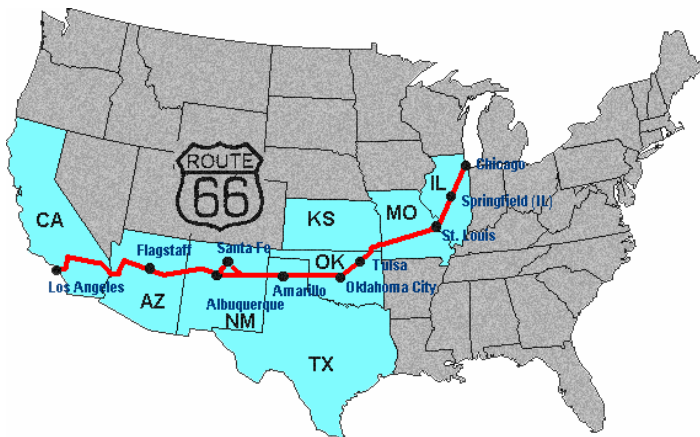 ROUTE
66
CA
AZ
NM
TX
OK
KS
MO
IL
Chicago
Springfield (IL)
St. Louis
Tulsa
Oklahoma City
Amarillo
Santa Fe
Albuquerque
Flagstaff
Los Angeles